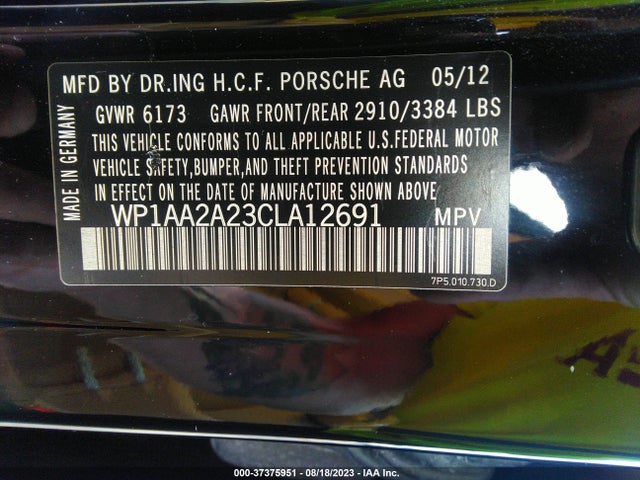 MFD BY DR.ING H.C.F. PORSCHE AG 05/12
GVWR 6173 GAWR FRONT/REAR 2910/3384 LBS
THIS VEHICLE CONFORMS TO ALL APPLICABLE U.S.FEDERAL MOTOR
VEHICLE SAFETY,BUMPER,AND THEFT PREVENTION STANDARDS
IN EFFECT ON THE DATE OF MANUFACTURE SHOWN ABOVE
MADE IN GERMANY
WP1AA2A23CLA12691 MPV
7P5.010.730.D
000-37375951 - 08/18/2023 - IAA Inc.